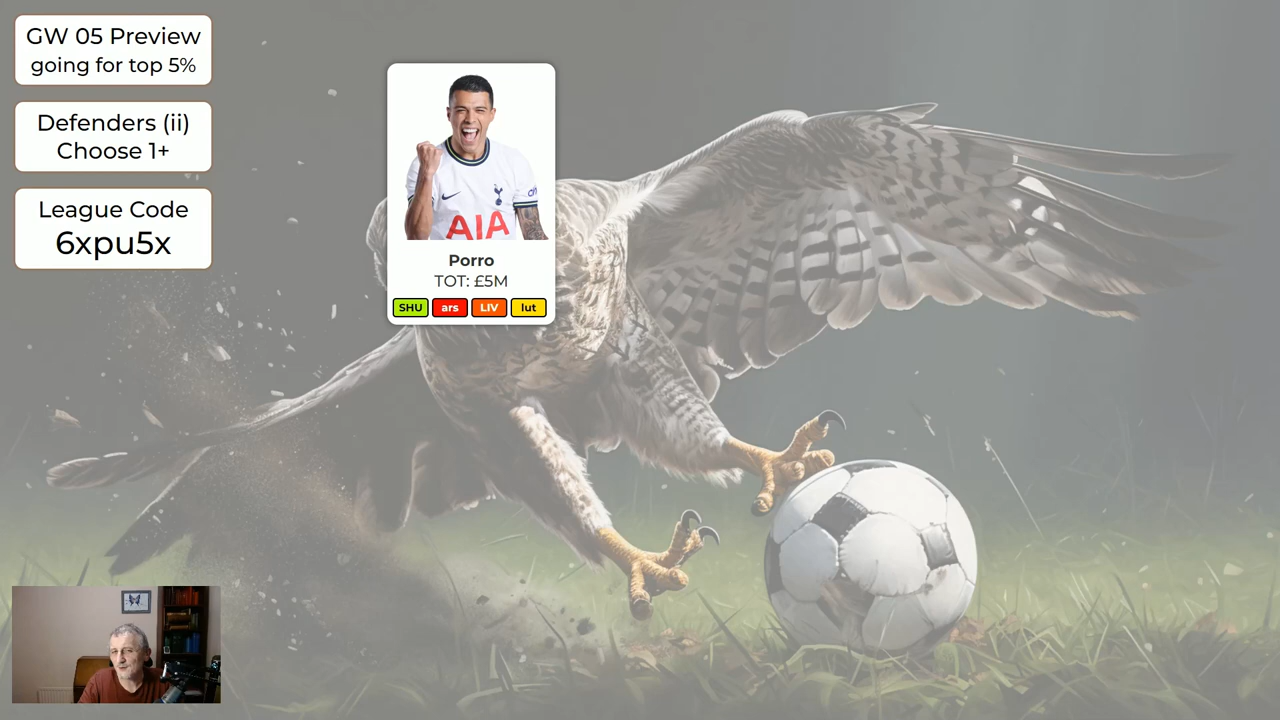 GW 05 Preview
going for top 5%
Defenders (ii)
Choose 1+
League Code
6xpu5x
AIA
Porro
TOT: £5M
SHU ars LIV lut